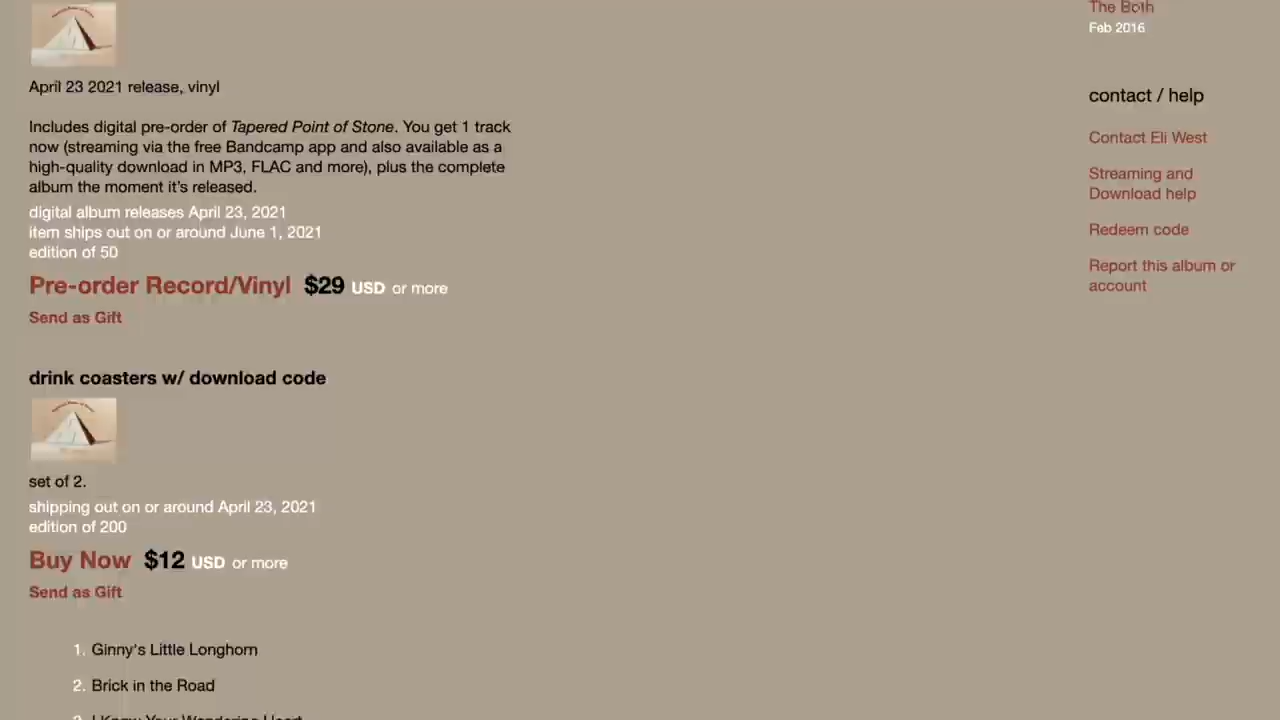 April 23 2021 release, vinyl
Includes digital pre-order of Tapered Point of Stone. You get 1 track
now (streaming via the free Bandcamp app and also available as a
high-quality download in MP3, FLAC and more), plus the complete
album the moment it's released.
digital album releases April 23, 2021
item ships out on or around June 1, 2021
edition of 50
Pre-order Record/Vinyl $29 USD or more
Send as Gift
drink coasters w/ download code
set of 2.
shipping out on or around April 23, 2021
edition of 200
Buy Now $12 USD or more
Send as Gift
1. Ginny's Little Longhorn
2. Brick in the Road
3. I Know Your Wandering Heart
The Both
Feb 2016
contact / help
Contact Eli West
Streaming and
Download help
Redeem code
Report this album or
account